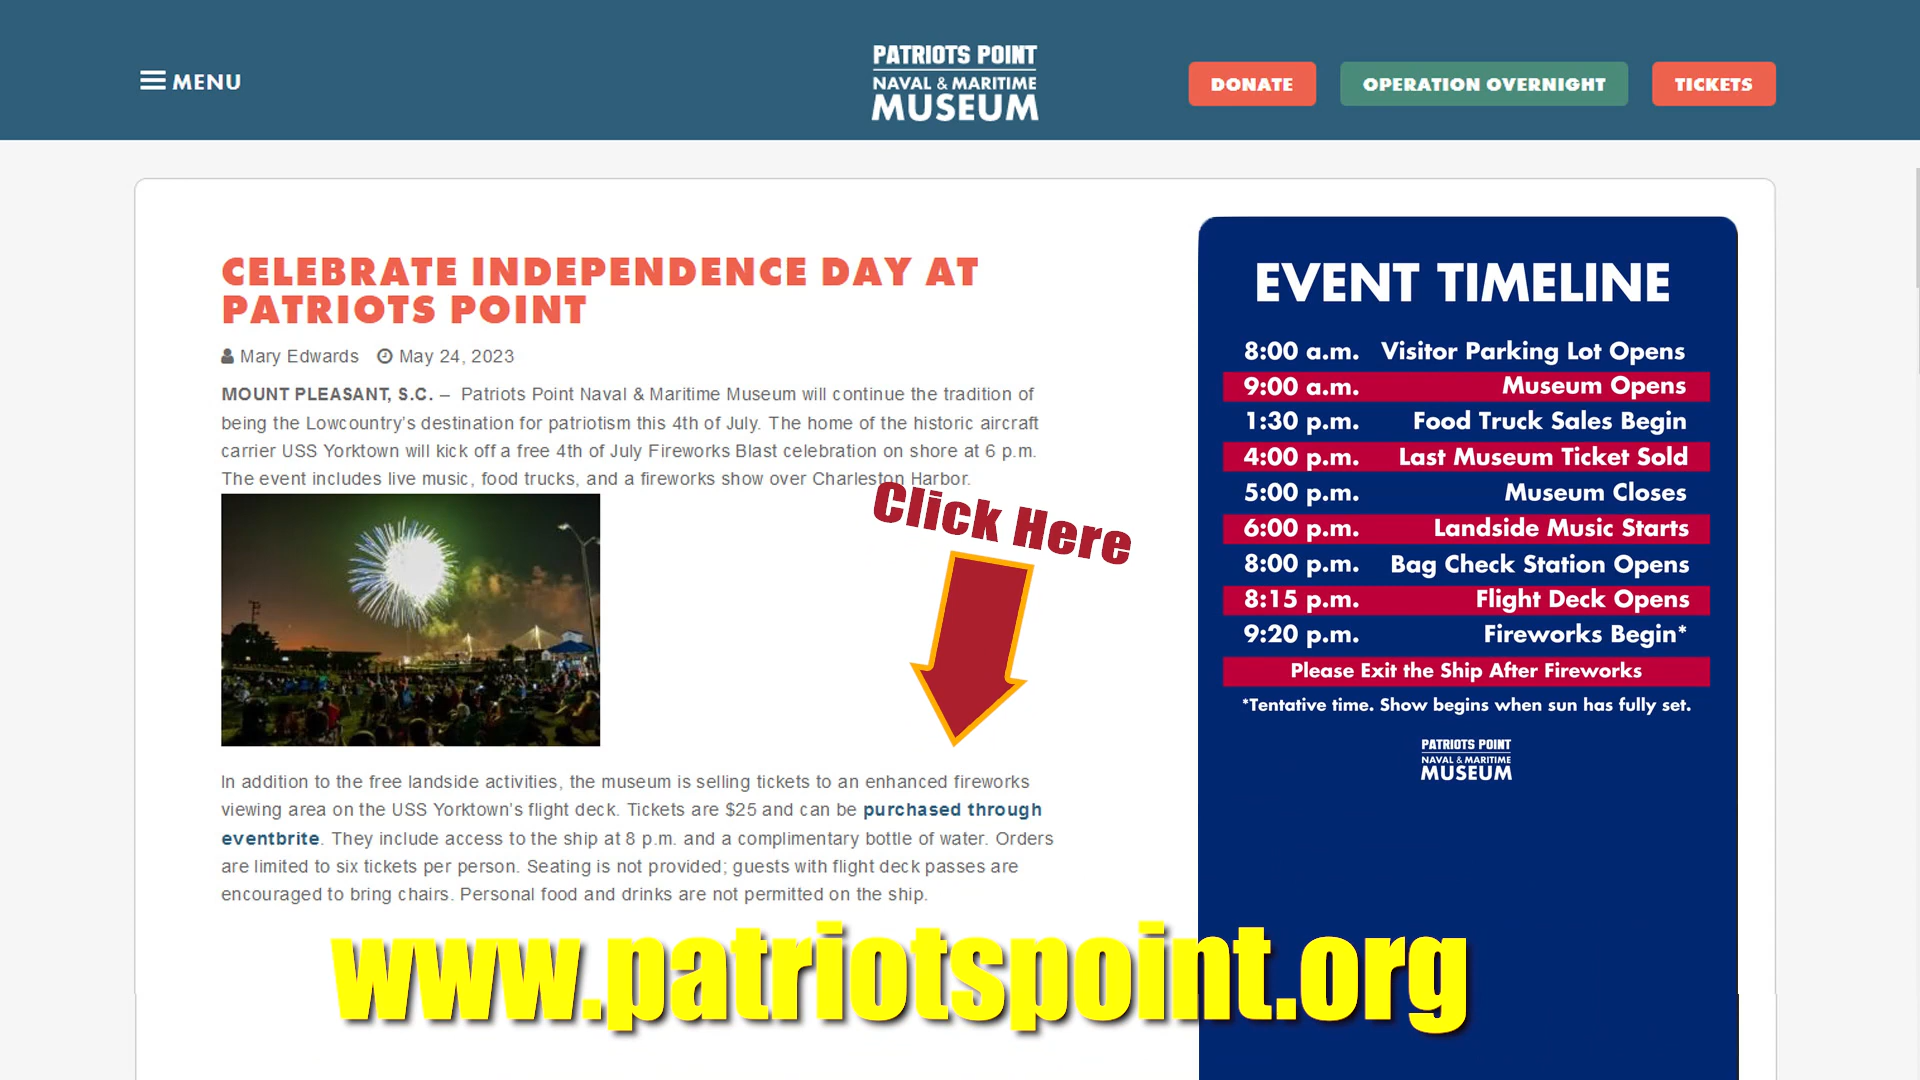 MENU
PATRIOTS POINT
NAVAL & MARITIME
MUSEUM
DONATE
OPERATION OVERNIGHT
TICKETS
CELEBRATE INDEPENDENCE DAY AT
PATRIOTS POINT
Mary Edwards May 24, 2023
MOUNT PLEASANT, S.C. – Patriots Point Naval & Maritime Museum will continue the tradition of
being the Lowcountry's destination for patriotism this 4th of July. The home of the historic aircraft
carrier USS Yorktown will kick off a free 4th of July Fireworks Blast celebration on shore at 6 p.m.
The event includes live music, food trucks, and a fireworks show over Charleston Harbor.
Click Here
In addition to the free landside activities, the museum is selling tickets to an enhanced fireworks
viewing area on the USS Yorktown's flight deck. Tickets are $25 and can be purchased through
eventbrite. They include access to the ship at 8 p.m. and a complimentary bottle of water. Orders
are limited to six tickets per person. Seating is not provided; guests with flight deck passes are
encouraged to bring chairs. Personal food and drinks are not permitted on the ship.
EVENT TIMELINE
8:00 a.m. Visitor Parking Lot Opens
9:00 a.m. Museum Opens
1:30 p.m. Food Truck Sales Begin
4:00 p.m. Last Museum Ticket Sold
5:00 p.m. Museum Closes
6:00 p.m. Landside Music Starts
8:00 p.m. Bag Check Station Opens
8:15 p.m. Flight Deck Opens
9:20 p.m. Fireworks Begin*
Please Exit the Ship After Fireworks
*Tentative time. Show begins when sun has fully set.
PATRIOTS POINT
NAVAL & MARITIME
MUSEUM
www.patriotspoint.org